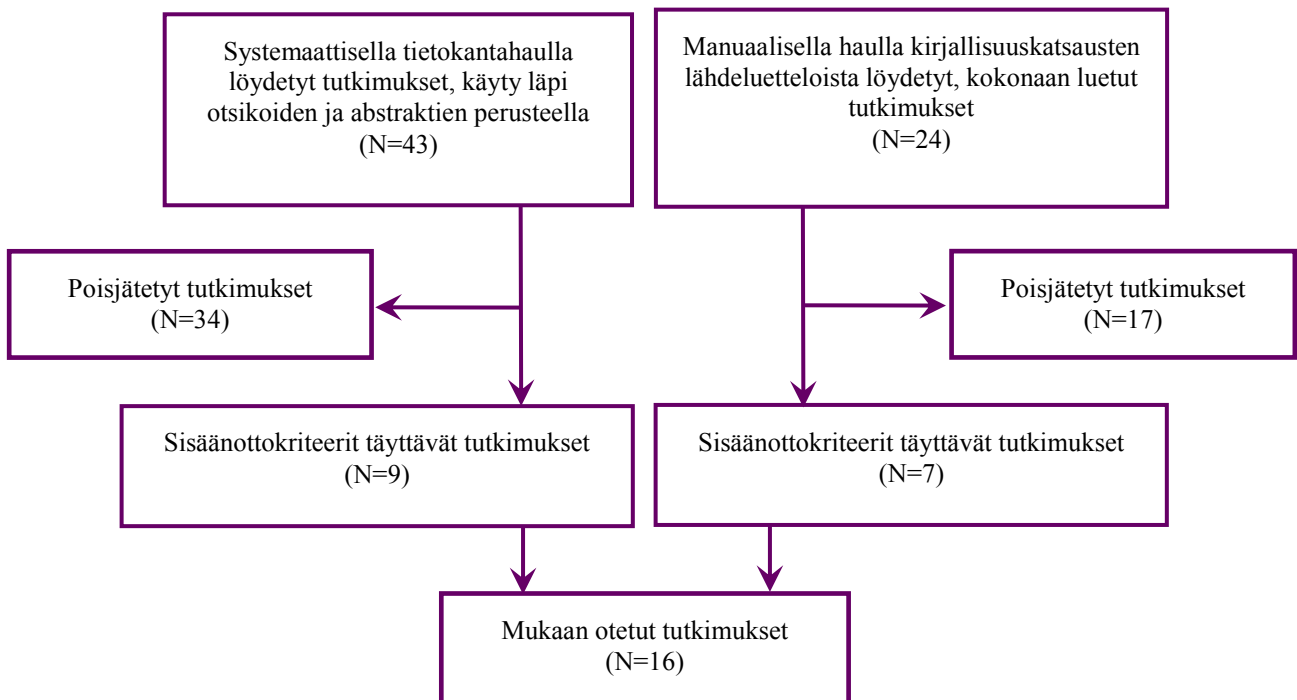 Systemaattisella tietokantahaulla
löydetyt tutkimukset, käyty läpi
otsikoiden ja abstraktien perusteella
(N=43)
Manuaalisella haulla kirjallisuuskatsausten
lähdeluetteloista löydetyt, kokonaan luetut
tutkimukset
(N=24)
Poisjätetyt tutkimukset
(N=34)
Poisjätetyt tutkimukset
(N=17)
Sisäänottokriteerit täyttävät tutkimukset
(N=9)
Sisäänottokriteerit täyttävät tutkimukset
(N=7)
Mukaan otetut tutkimukset
(N=16)